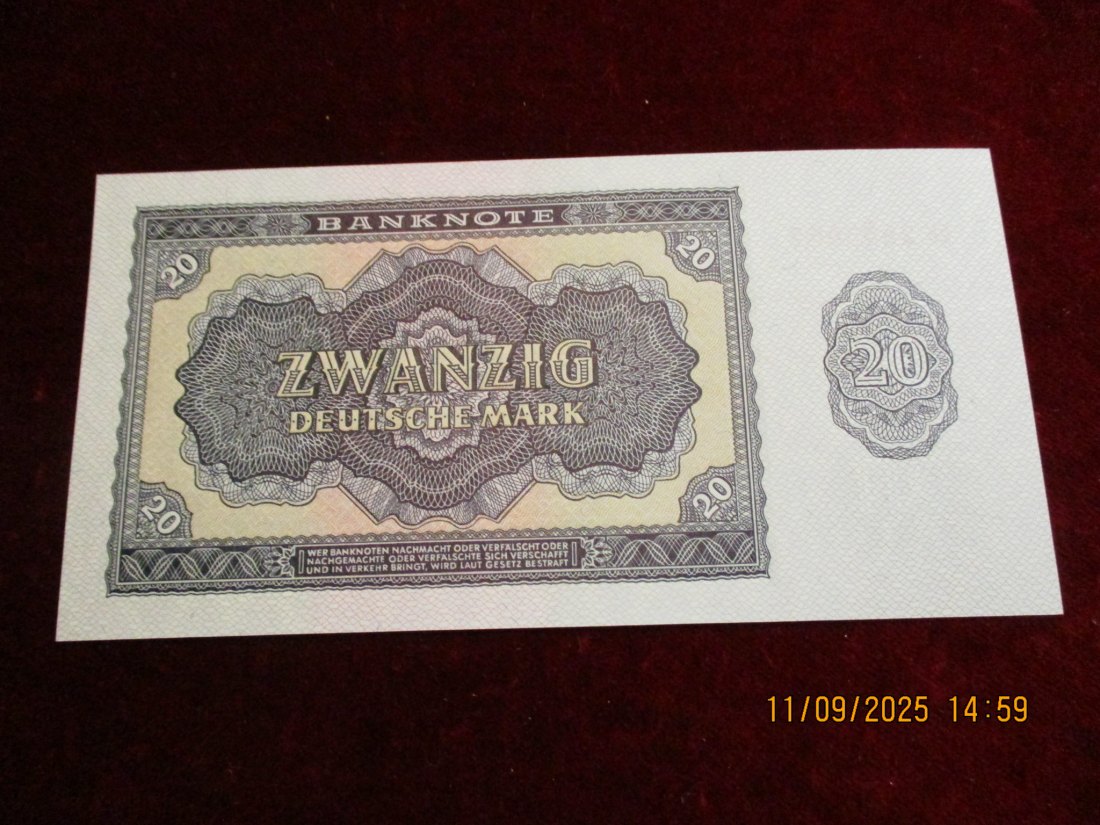 BANKNOTE
20
20
ZWANZIG
20
DEUTSCHE MARK
20
20
WER BANKNOTEN NACHMACHT ODER VERFÄLSCHT ODER
NACHGEMACHTE ODER VERFÄLSCHTE SICH VERSCHAFFT
UND IN VERKEHR BRINGT, WIRD LAUT GESETZ BESTRAFT
11/09/2025 14:59